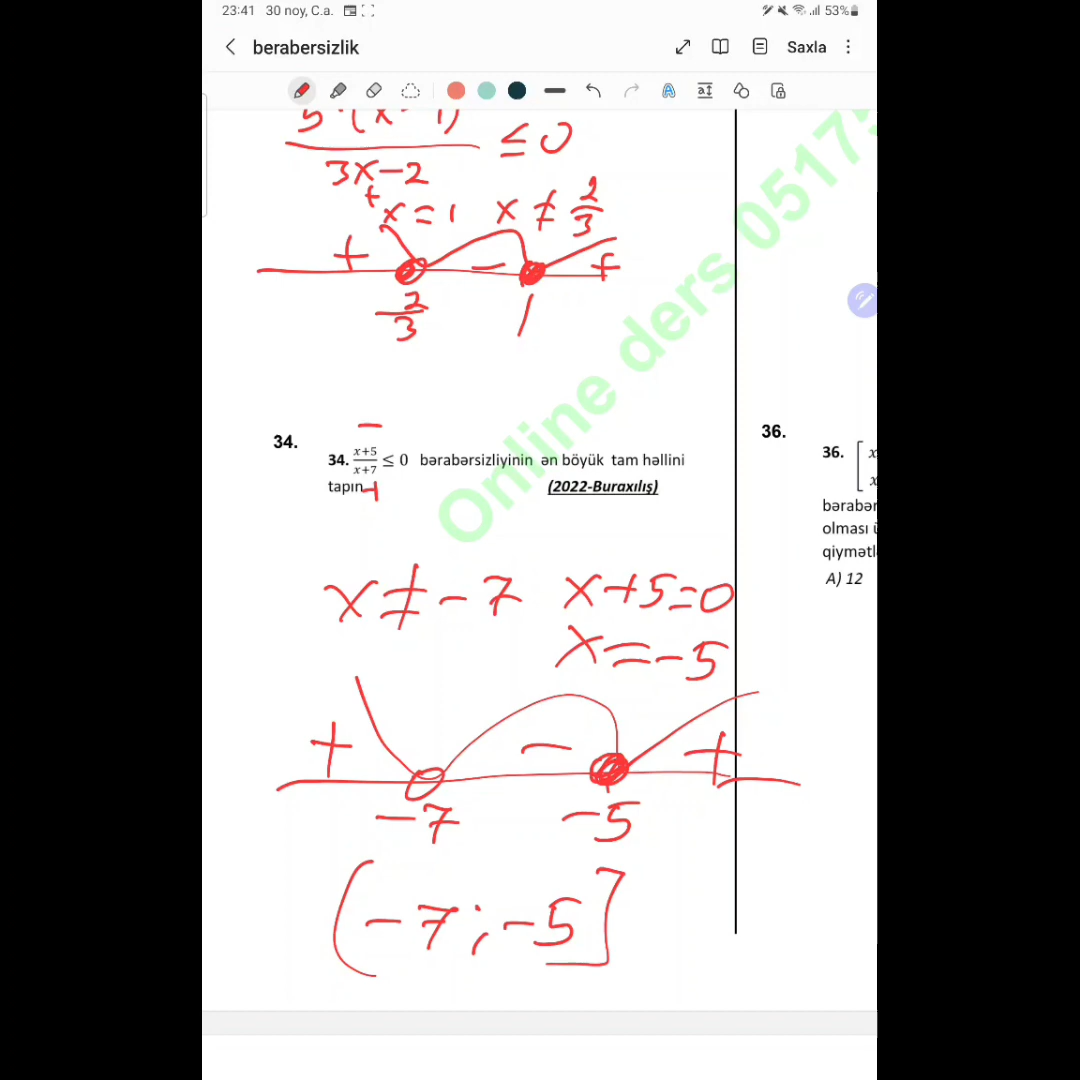 23:41 30 noy, C.a. 53%
berabersizlik Saxla
5·(x-1)
3x-2
≤0
+
x=1 x≠2/3
+ - +
2/3 1
Online ders 05175
34.
-
34. x+5/x+7 ≤ 0 bərabərsizliyinin ən böyük tam həllini
tapın. (2022-Buraxılış)
x≠-7 x+5=0
x=-5
+ - +
-7 -5
(-7;-5]
36.
36. [ x
x
bərabər
olması ü
qiymətl
A) 12